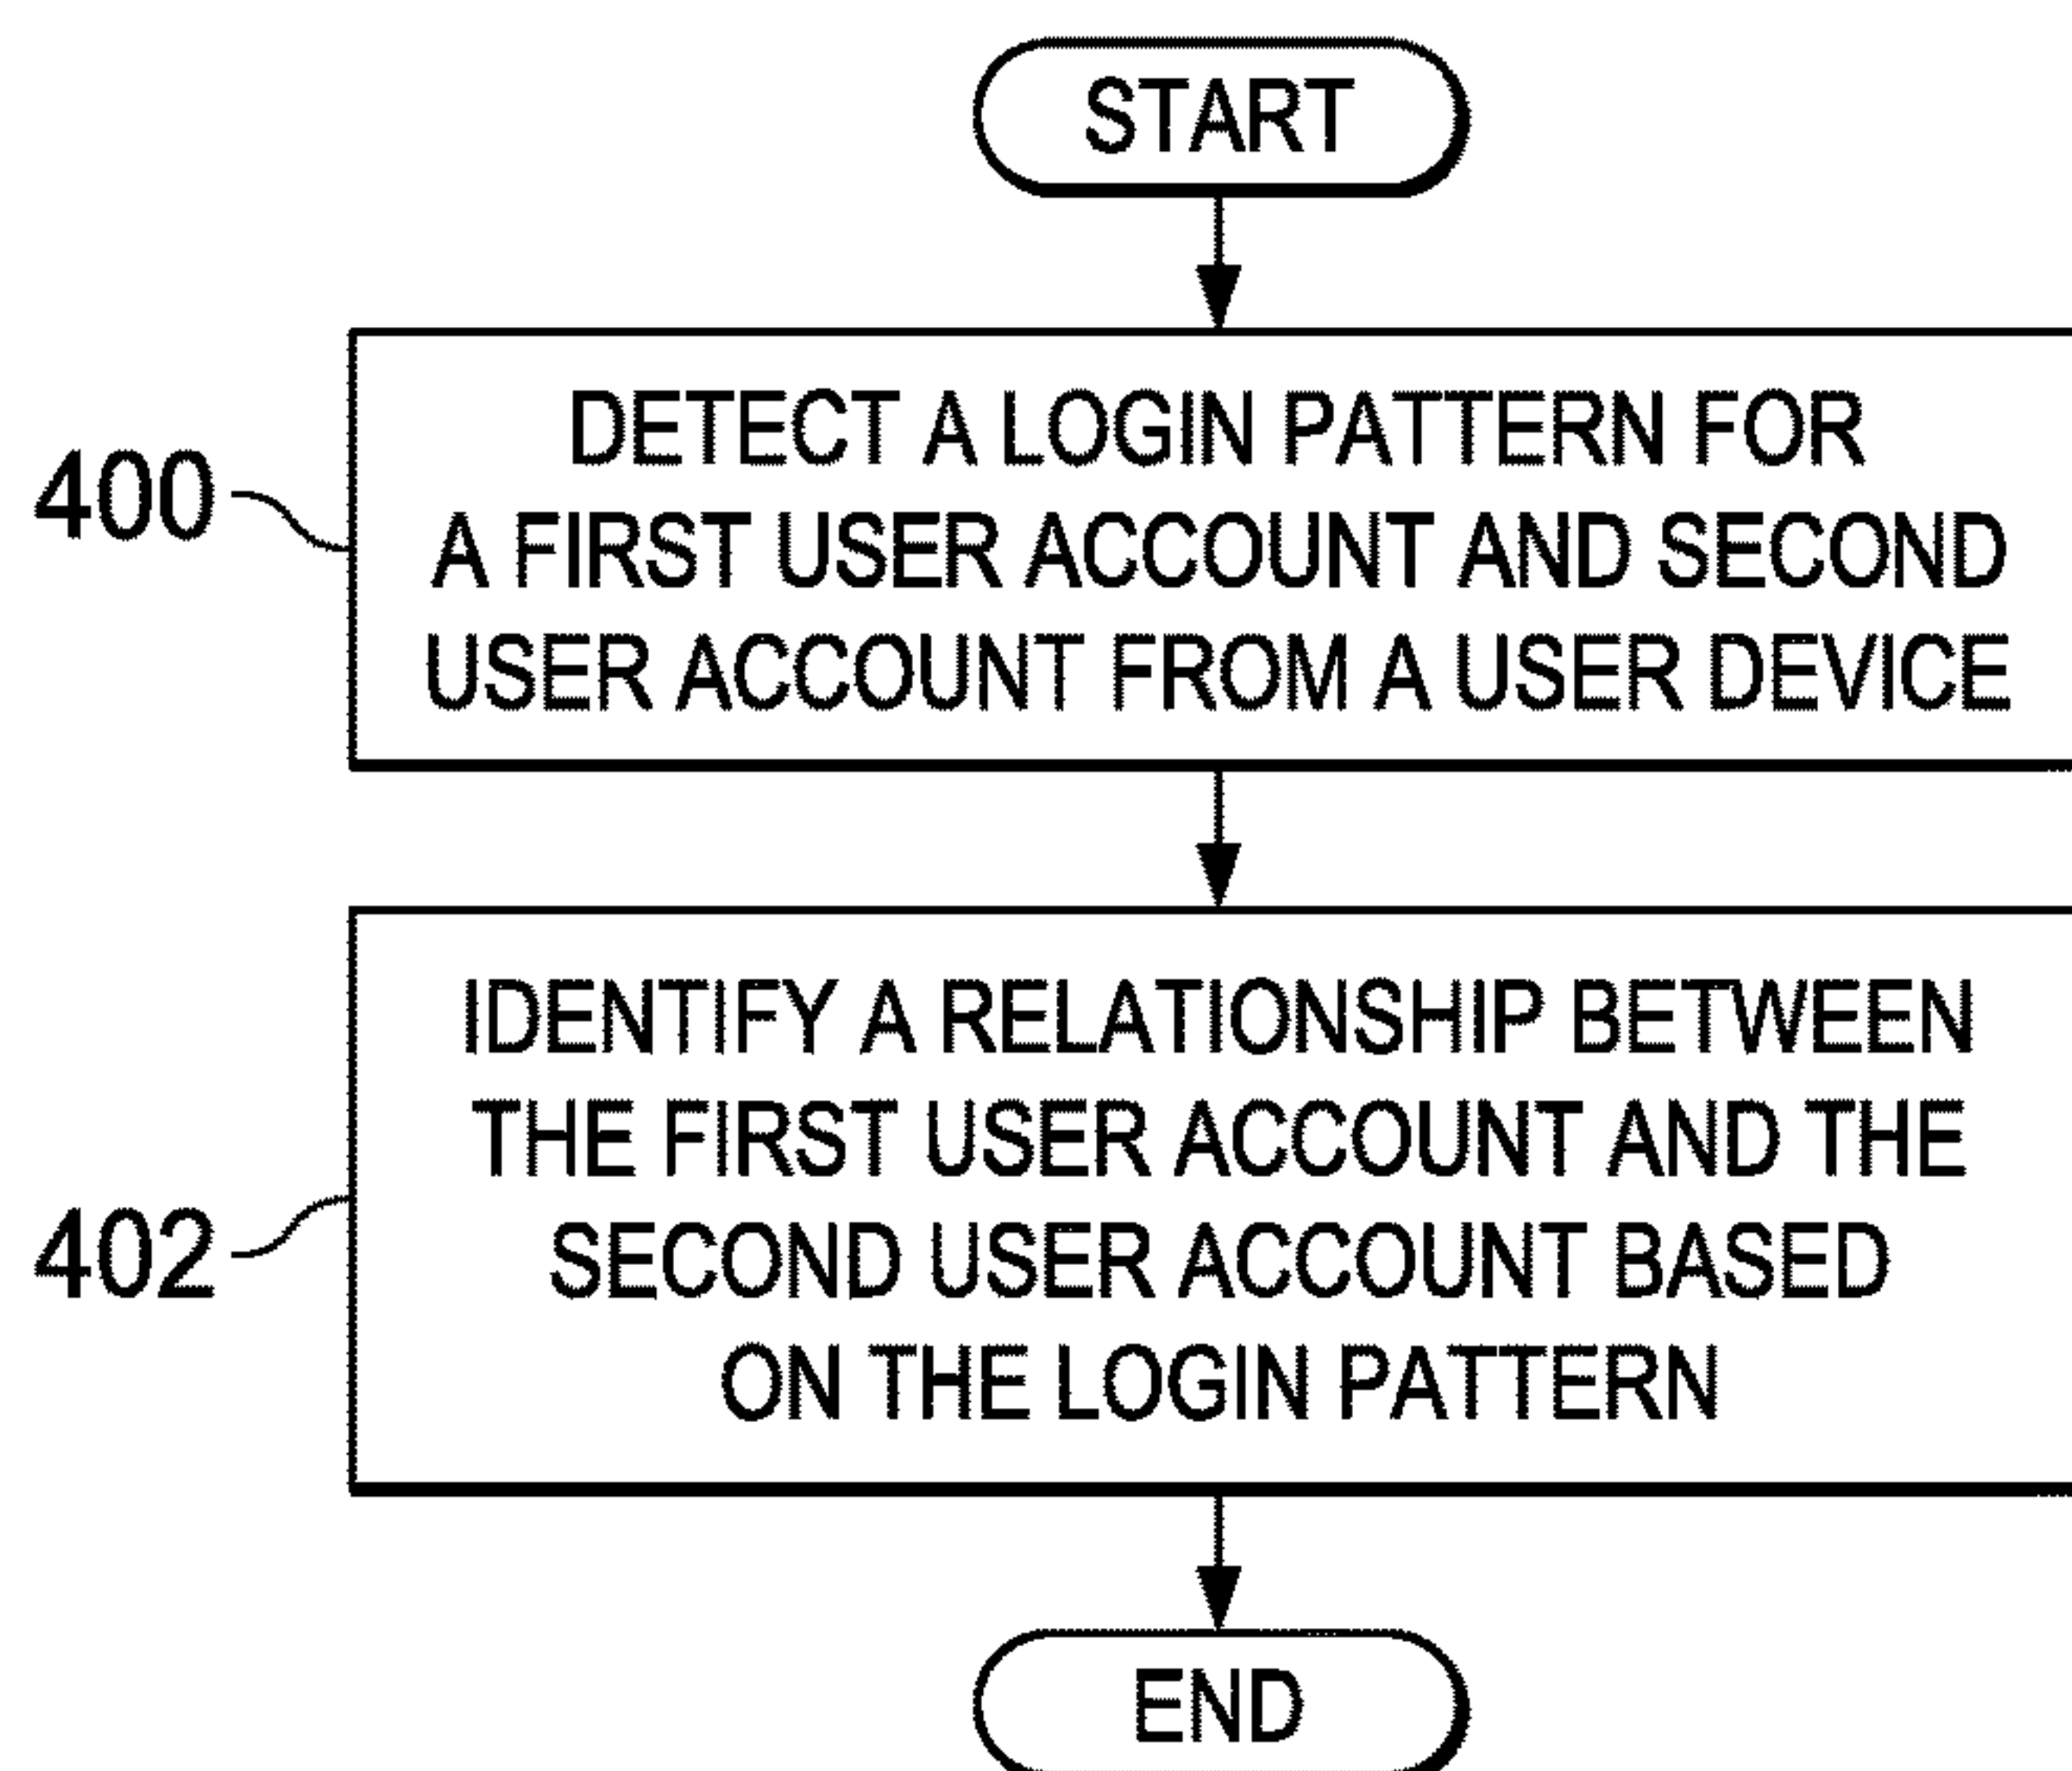 START
400
DETECT A LOGIN PATTERN FOR
A FIRST USER ACCOUNT AND SECOND
USER ACCOUNT FROM A USER DEVICE
402
IDENTIFY A RELATIONSHIP BETWEEN
THE FIRST USER ACCOUNT AND THE
SECOND USER ACCOUNT BASED
ON THE LOGIN PATTERN
END